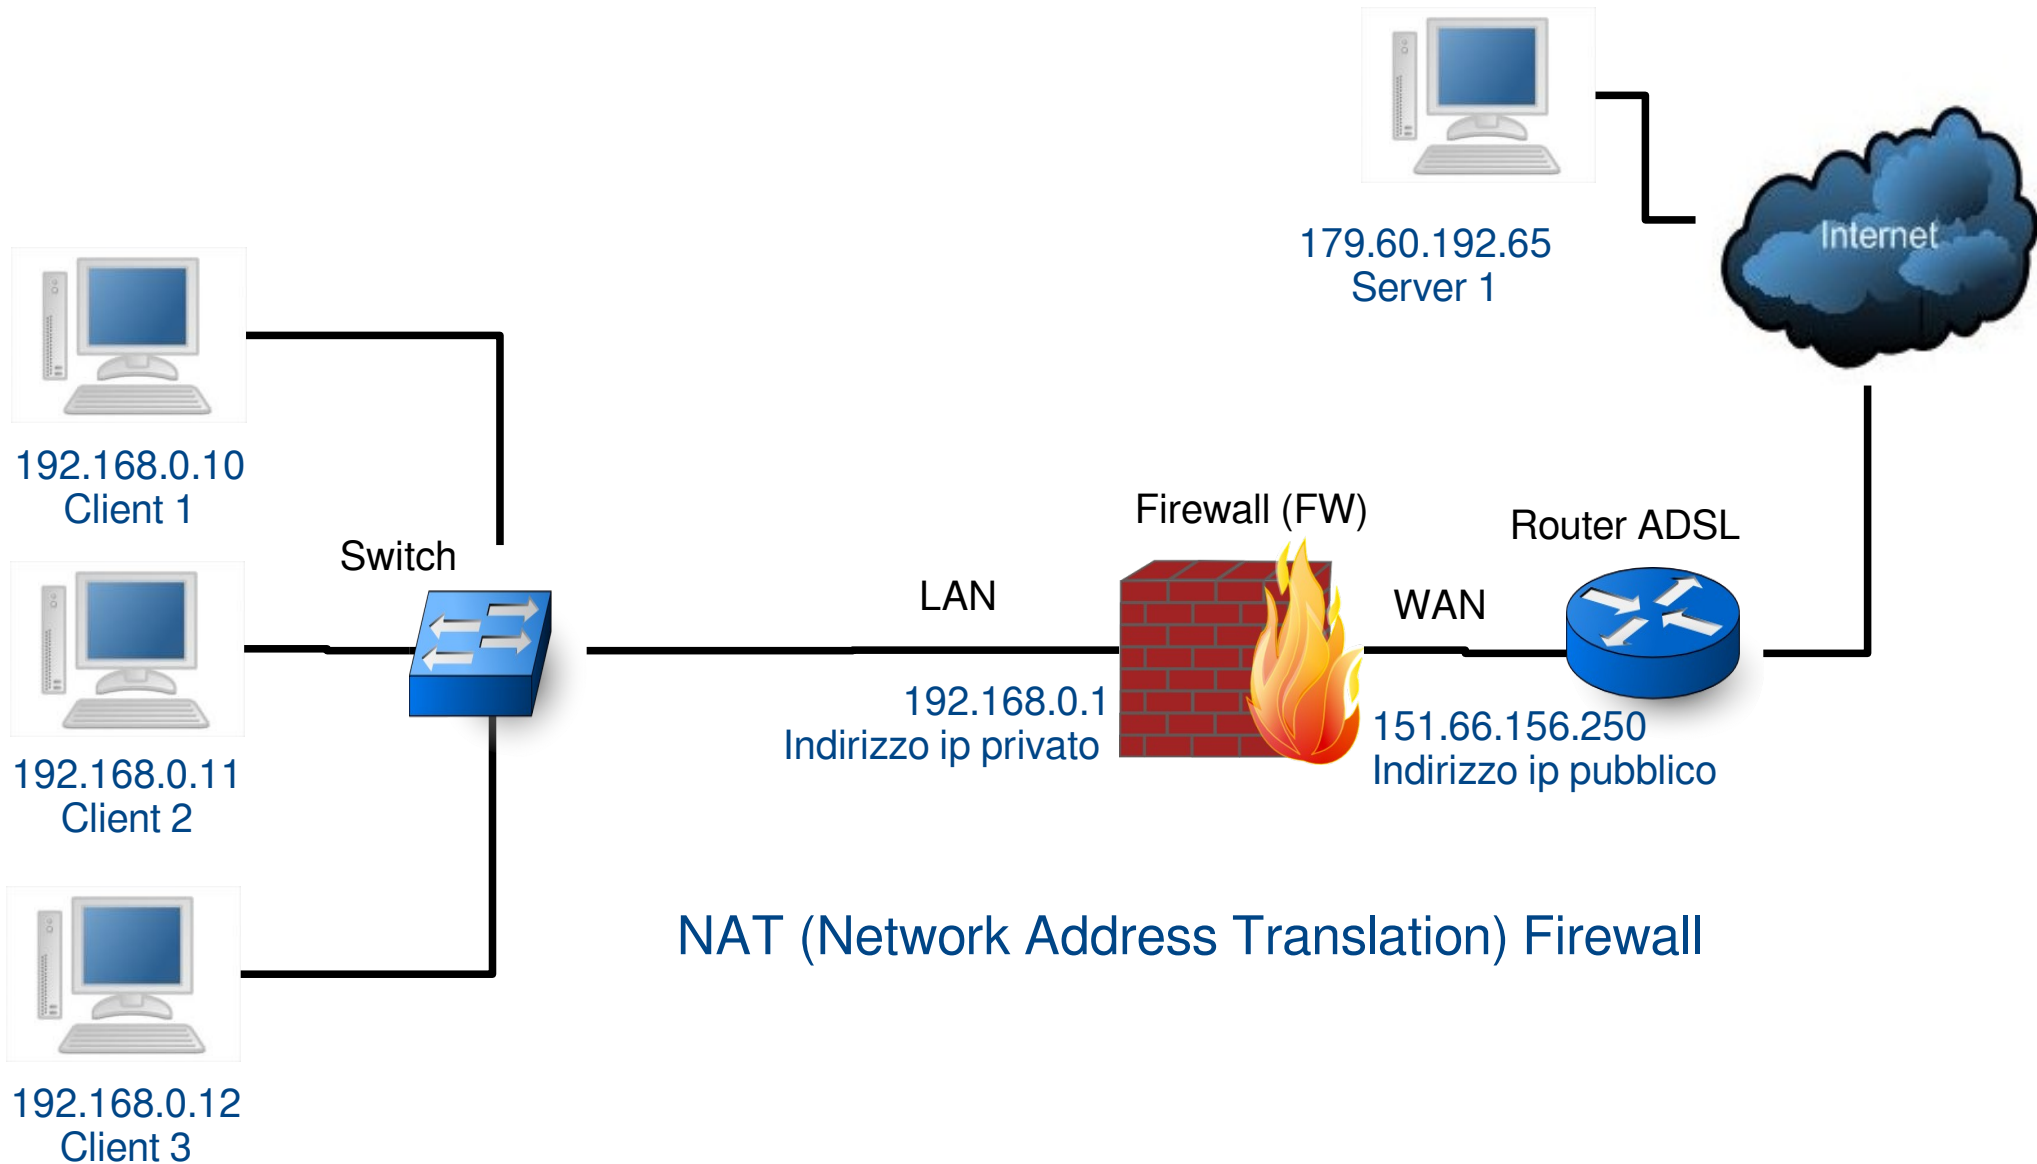 179.60.192.65
Server 1
Internet
192.168.0.10
Client 1
Switch
LAN
Firewall (FW)
WAN
Router ADSL
192.168.0.1
Indirizzo ip privato
151.66.156.250
Indirizzo ip pubblico
192.168.0.11
Client 2
NAT (Network Address Translation) Firewall
192.168.0.12
Client 3